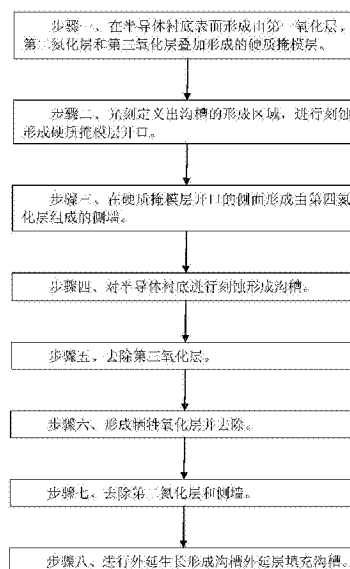 步骤一、在半导体衬底表面形成由第一氧化层，
第二氮化层和第三氧化层叠加形成的硬质掩模层。
步骤二、光刻定义出沟槽的形成区域，进行刻蚀
形成硬质掩模层开口。
步骤三、在硬质掩模层开口的侧面形成由第四氮
化层组成的侧墙。
步骤四、对半导体衬底进行刻蚀形成沟槽。
步骤五、去除第三氧化层。
步骤六、形成牺牲氧化层并去除。
步骤七、去除第二氮化层和侧墙。
步骤八、进行外延生长形成沟槽外延层填充沟槽。